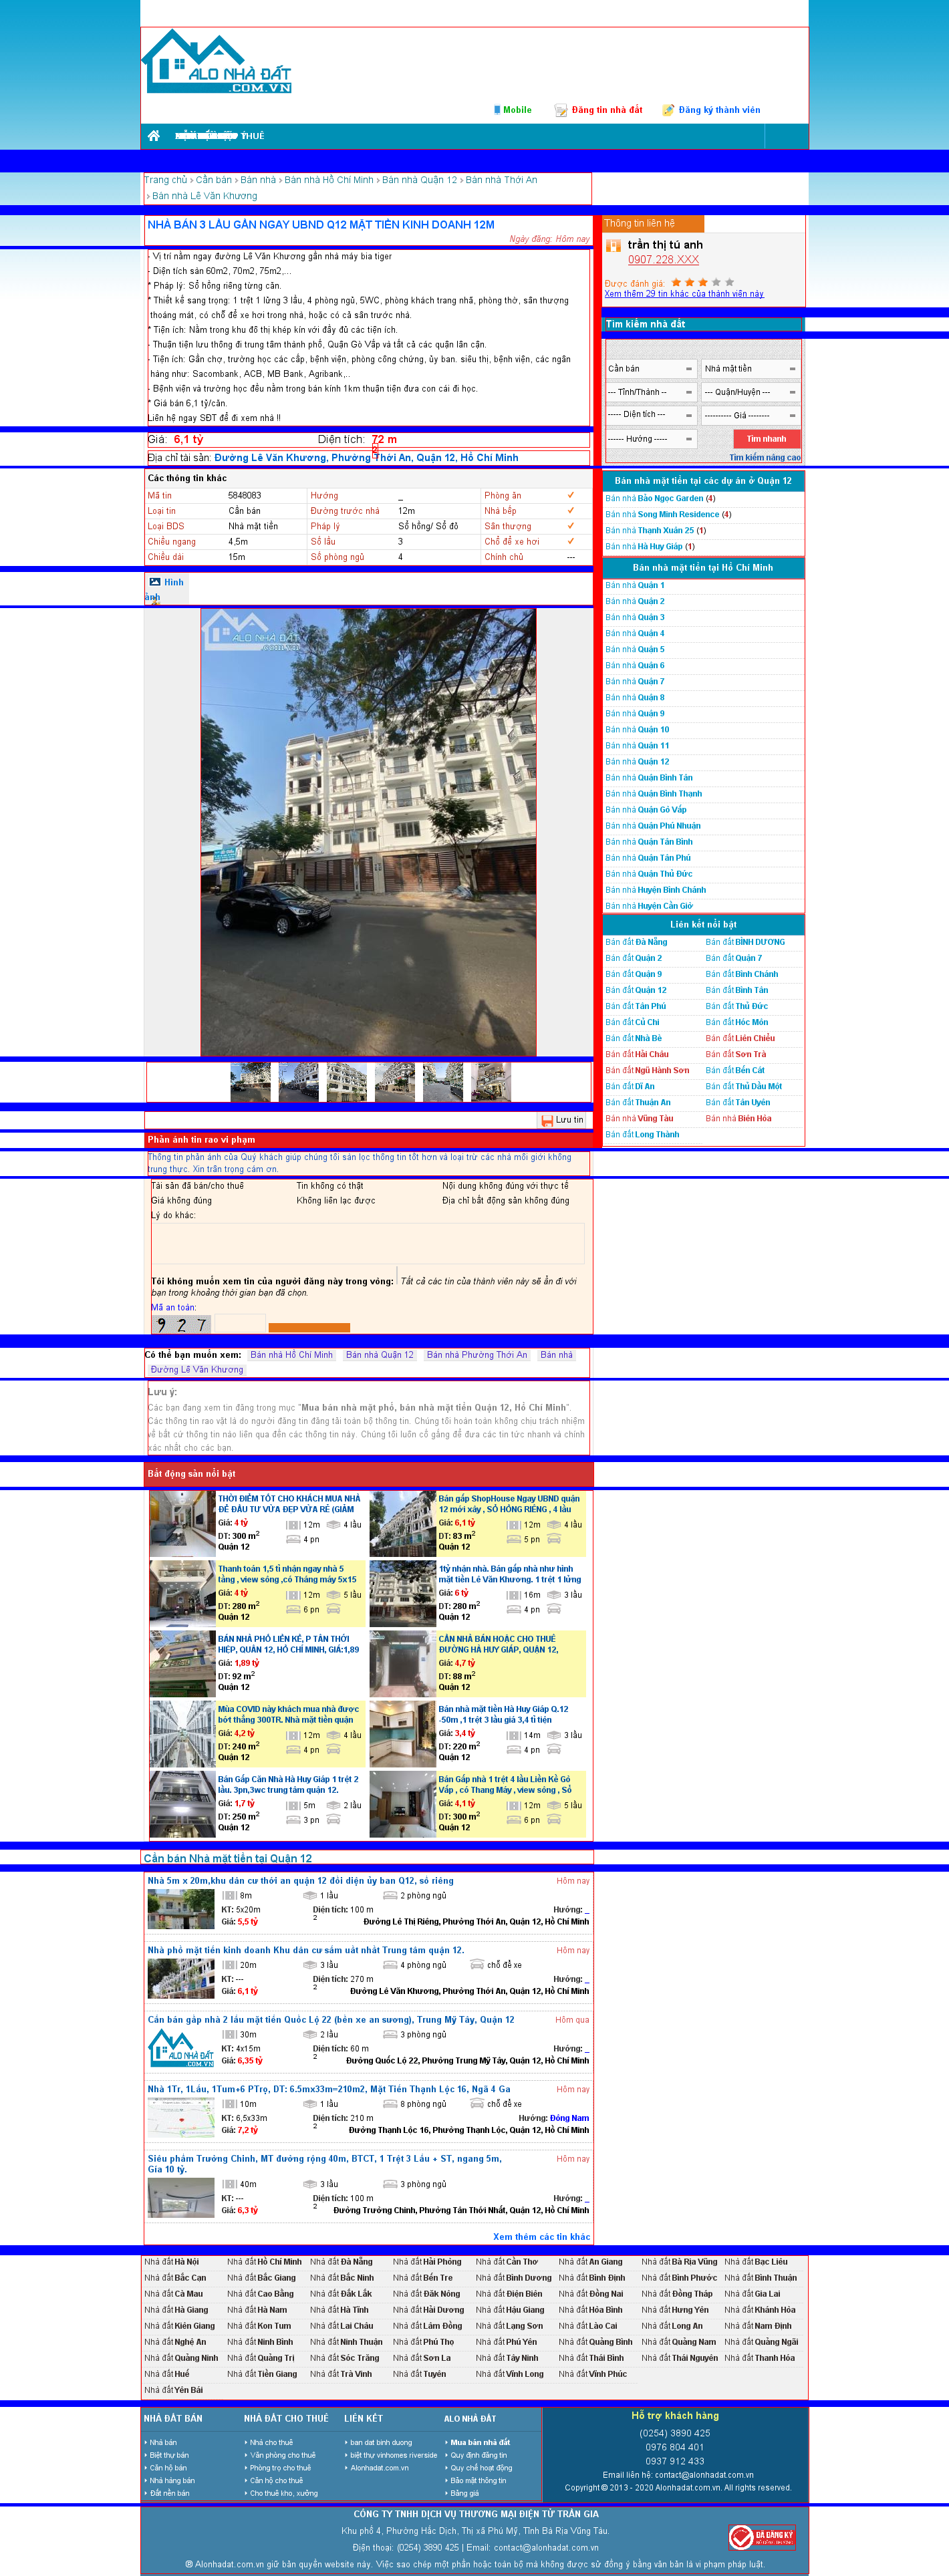 ALO NHÀ ĐẤT
.COM.VN
Mobile
Đăng tin nhà đất
Đăng ký thành viên
THUÊ
Trang chủ › Cần bán › Bán nhà › Bán nhà Hồ Chí Minh › Bán nhà Quận 12 › Bán nhà Thới An
› Bán nhà Lê Văn Khương
NHÀ BÁN 3 LẦU GẦN NGAY UBND Q12 MẶT TIỀN KINH DOANH 12M
Ngày đăng: Hôm nay
- Vị trí nằm ngay đường Lê Văn Khương gần nhà máy bia tiger
- Diện tích sàn 60m2, 70m2, 75m2,...
* Pháp lý: Sổ hồng riêng từng căn.
* Thiết kế sang trọng: 1 trệt 1 lửng 3 lầu, 4 phòng ngủ, 5WC, phòng khách trang nhã, phòng thờ, sân thượng
thoáng mát, có chỗ để xe hơi trong nhà, hoặc có cả sân trước nhà.
* Tiện ích: Nằm trong khu đô thị khép kín với đầy đủ các tiện ích.
- Thuận tiện lưu thông đi trung tâm thành phố, Quận Gò Vấp và tất cả các quận lân cận.
- Tiện ích: Gần chợ, trường học các cấp, bệnh viện, phòng công chứng, ủy ban. siêu thị, bệnh viện, các ngân
hàng như: Sacombank, ACB, MB Bank, Agribank,..
- Bệnh viện và trường học đều nằm trong bán kính 1km thuận tiện đưa con cái đi học.
* Giá bán 6,1 tỷ/căn.
Liên hệ ngay SĐT để đi xem nhà !!
Giá: 6,1 tỷ
Diện tích: 72 m
2
Địa chỉ tài sản: Đường Lê Văn Khương, Phường Thới An, Quận 12, Hồ Chí Minh
Các thông tin khác
Mã tin 5848083 Hướng _ Phòng ăn
Loại tin Cần bán Đường trước nhà 12m Nhà bếp
Loại BDS Nhà mặt tiền Pháp lý Sổ hồng/ Sổ đỏ Sân thượng
Chiều ngang 4,5m Số lầu 3 Chổ để xe hơi
Chiều dài 15m Số phòng ngủ 4 Chính chủ ---
Hình
ảnh
ALO NHÀ ĐẤT
.COM.VN
Lưu tin
Phản ánh tin rao vi phạm
Thông tin phản ánh của Quý khách giúp chúng tôi sàn lọc thông tin tốt hơn và loại trừ các nhà môi giới không
trung thực. Xin trân trọng cám ơn.
Tài sản đã bán/cho thuê Tin không có thật Nội dung không đúng với thực tế
Giá không đúng Không liên lạc được Địa chỉ bất động sản không đúng
Lý do khác:
Tôi không muốn xem tin của người đăng này trong vòng: Tất cả các tin của thành viên này sẽ ẩn đi với
bạn trong khoảng thời gian bạn đã chọn.
Mã an toàn:
9 2 7
Có thể bạn muốn xem: Bán nhà Hồ Chí Minh Bán nhà Quận 12 Bán nhà Phường Thới An Bán nhà
Đường Lê Văn Khương
Lưu ý:
Các bạn đang xem tin đăng trong mục "Mua bán nhà mặt phố, bán nhà mặt tiền Quận 12, Hồ Chí Minh".
Các thông tin rao vặt là do người đăng tin đăng tải toàn bộ thông tin. Chúng tôi hoàn toàn không chịu trách nhiệm
về bất cứ thông tin nào liên qua đến các thông tin này. Chúng tôi luôn cố gắng để đưa các tin tức nhanh và chính
xác nhất cho các bạn.
Bất động sản nổi bật
THỜI ĐIỂM TỐT CHO KHÁCH MUA NHÀ
ĐỂ ĐẦU TƯ VỪA ĐẸP VỪA RẺ (GIẢM
Giá: 4 tỷ
12m 4 lầu
DT: 300 m2
4 pn
Quận 12
Bán gấp ShopHouse Ngay UBND quận
12 mới xây , SỔ HỒNG RIÊNG , 4 lầu
Giá: 6,1 tỷ
12m 4 lầu
DT: 83 m2
5 pn
Quận 12
Thanh toán 1,5 tỉ nhận ngay nhà 5
tầng , view sông ,có Thang máy 5x15
Giá: 4 tỷ
12m 5 lầu
DT: 280 m2
6 pn
Quận 12
1tỷ nhận nhà. Bán gấp nhà như hình
mặt tiền Lê Văn Khương. 1 trệt 1 lửng
Giá: 6 tỷ
16m 3 lầu
DT: 280 m2
4 pn
Quận 12
BÁN NHÀ PHỐ LIÊN KẾ, P TÂN THỚI
HIỆP, QUẬN 12, HỒ CHÍ MINH, GIÁ:1,89
Giá: 1,89 tỷ
DT: 92 m2
Quận 12
CẦN NHÀ BÁN HOẶC CHO THUÊ
ĐƯỜNG HÀ HUY GIÁP, QUẬN 12,
Giá: 4,7 tỷ
DT: 88 m2
Quận 12
Mùa COVID này khách mua nhà được
bớt thẳng 300TR. Nhà mặt tiền quận
Giá: 4,2 tỷ
12m 4 lầu
DT: 240 m2
4 pn
Quận 12
Bán nhà mặt tiền Hà Huy Giáp Q.12
-50m ,1 trệt 3 lầu giá 3,4 tỉ tiện
Giá: 3,4 tỷ
14m 3 lầu
DT: 220 m2
4 pn
Quận 12
Bán Gấp Căn Nhà Hà Huy Giáp 1 trệt 2
lầu. 3pn,3wc trung tâm quận 12.
Giá: 1,7 tỷ
5m 2 lầu
DT: 250 m2
3 pn
Quận 12
Bán Gấp nhà 1 trệt 4 lầu Liền Kề Gò
Vấp , có Thang Máy , view sông , Sổ
Giá: 4,1 tỷ
12m 5 lầu
DT: 300 m2
6 pn
Quận 12
Cần bán Nhà mặt tiền tại Quận 12
Nhà 5m x 20m,khu dân cư thới an quận 12 đối diện ủy ban Q12, sổ riêng Hôm nay
8m 1 lầu 2 phòng ngủ
KT: 5x20m Diện tích: 100 m2 Hướng: _
Giá: 5,5 tỷ Đường Lê Thị Riêng, Phường Thới An, Quận 12, Hồ Chí Minh
Nhà phố mặt tiền kinh doanh Khu dân cư sầm uất nhất Trung tâm quận 12. Hôm nay
20m 3 lầu 4 phòng ngủ chỗ để xe
KT: --- Diện tích: 270 m2 Hướng: _
Giá: 6,1 tỷ Đường Lê Văn Khương, Phường Thới An, Quận 12, Hồ Chí Minh
Cần bán gấp nhà 2 lầu mặt tiền Quốc Lộ 22 (bến xe an sương), Trung Mỹ Tây, Quận 12 Hôm qua
ALO NHÀ ĐẤT
.COM.VN
30m 2 lầu 3 phòng ngủ
KT: 4x15m Diện tích: 60 m2 Hướng: _
Giá: 6,35 tỷ Đường Quốc Lộ 22, Phường Trung Mỹ Tây, Quận 12, Hồ Chí Minh
Nhà 1Tr, 1Lầu, 1Tum+6 PTrọ, DT: 6.5mx33m=210m2, Mặt Tiền Thạnh Lộc 16, Ngã 4 Ga Hôm nay
10m 1 lầu 8 phòng ngủ chỗ để xe
KT: 6,5x33m Diện tích: 210 m2 Hướng: Đông Nam
Giá: 7,2 tỷ Đường Thạnh Lộc 16, Phường Thạnh Lộc, Quận 12, Hồ Chí Minh
Siêu phẩm Trường Chinh, MT đường rộng 40m, BTCT, 1 Trệt 3 Lầu + ST, ngang 5m, Hôm nay
Gía 10 tỷ.
40m 3 lầu 3 phòng ngủ
KT: --- Diện tích: 100 m2 Hướng: _
Giá: 6,3 tỷ Đường Trường Chinh, Phường Tân Thới Nhất, Quận 12, Hồ Chí Minh
Xem thêm các tin khác
Thông tin liên hệ
trần thị tú anh
0907.228.XXX
Được đánh giá:
Xem thêm 29 tin khác của thành viên này
Tìm kiếm nhà đất
Cần bán Nhà mặt tiền
--- Tỉnh/Thành -- --- Quận/Huyện ---
----- Diện tích --- ---------- Giá --------
------ Hướng ----- Tìm nhanh
Tìm kiếm nâng cao
Bán nhà mặt tiền tại các dự án ở Quận 12
Bán nhà Bảo Ngọc Garden (4)
Bán nhà Song Minh Residence (4)
Bán nhà Thanh Xuân 25 (1)
Bán nhà Hà Huy Giáp (1)
Bán nhà mặt tiền tại Hồ Chí Minh
Bán nhà Quận 1
Bán nhà Quận 2
Bán nhà Quận 3
Bán nhà Quận 4
Bán nhà Quận 5
Bán nhà Quận 6
Bán nhà Quận 7
Bán nhà Quận 8
Bán nhà Quận 9
Bán nhà Quận 10
Bán nhà Quận 11
Bán nhà Quận 12
Bán nhà Quận Bình Tân
Bán nhà Quận Bình Thạnh
Bán nhà Quận Gò Vấp
Bán nhà Quận Phú Nhuận
Bán nhà Quận Tân Bình
Bán nhà Quận Tân Phú
Bán nhà Quận Thủ Đức
Bán nhà Huyện Bình Chánh
Bán nhà Huyện Cần Giờ
Liên kết nổi bật
Bán đất Đà Nẵng Bán đất BÌNH DƯƠNG
Bán đất Quận 2 Bán đất Quận 7
Bán đất Quận 9 Bán đất Bình Chánh
Bán đất Quận 12 Bán đất Bình Tân
Bán đất Tân Phú Bán đất Thủ Đức
Bán đất Củ Chi Bán đất Hóc Môn
Bán đất Nhà Bè Bán đất Liên Chiểu
Bán đất Hải Châu Bán đất Sơn Trà
Bán đất Ngũ Hành Sơn Bán đất Bến Cát
Bán đất Dĩ An Bán đất Thủ Dầu Một
Bán đất Thuận An Bán đất Tân Uyên
Bán nhà Vũng Tàu Bán nhà Biên Hòa
Bán đất Long Thành
Nhà đất Hà Nội Nhà đất Hồ Chí Minh Nhà đất Đà Nẵng Nhà đất Hải Phòng Nhà đất Cần Thơ Nhà đất An Giang Nhà đất Bà Rịa Vũng Nhà đất Bạc Liêu
Nhà đất Bắc Cạn Nhà đất Bắc Giang Nhà đất Bắc Ninh Nhà đất Bến Tre Nhà đất Bình Dương Nhà đất Bình Định Nhà đất Bình Phước Nhà đất Bình Thuận
Nhà đất Cà Mau Nhà đất Cao Bằng Nhà đất Đắk Lắk Nhà đất Đăk Nông Nhà đất Điện Biên Nhà đất Đồng Nai Nhà đất Đồng Tháp Nhà đất Gia Lai
Nhà đất Hà Giang Nhà đất Hà Nam Nhà đất Hà Tĩnh Nhà đất Hải Dương Nhà đất Hậu Giang Nhà đất Hòa Bình Nhà đất Hưng Yên Nhà đất Khánh Hòa
Nhà đất Kiên Giang Nhà đất Kon Tum Nhà đất Lai Châu Nhà đất Lâm Đồng Nhà đất Lạng Sơn Nhà đất Lào Cai Nhà đất Long An Nhà đất Nam Định
Nhà đất Nghệ An Nhà đất Ninh Bình Nhà đất Ninh Thuận Nhà đất Phú Thọ Nhà đất Phú Yên Nhà đất Quảng Bình Nhà đất Quảng Nam Nhà đất Quảng Ngãi
Nhà đất Quảng Ninh Nhà đất Quảng Trị Nhà đất Sóc Trăng Nhà đất Sơn La Nhà đất Tây Ninh Nhà đất Thái Bình Nhà đất Thái Nguyên Nhà đất Thanh Hóa
Nhà đất Huế Nhà đất Tiền Giang Nhà đất Trà Vinh Nhà đất Tuyên Nhà đất Vĩnh Long Nhà đất Vĩnh Phúc
Nhà đất Yên Bái
NHÀ ĐẤT BÁN
Nhà bán
Biệt thự bán
Căn hộ bán
Nhà hàng bán
Đất nền bán
NHÀ ĐẤT CHO THUÊ
Nhà cho thuê
Văn phòng cho thuê
Phòng trọ cho thuê
Căn hộ cho thuê
Cho thuê kho, xưởng
LIÊN KẾT
ban dat binh duong
biệt thự vinhomes riverside
Alonhadat.com.vn
ALO NHÀ ĐẤT
Mua bán nhà đất
Quy định đăng tin
Quy chế hoạt động
Bảo mật thông tin
Bảng giá
Hỗ trợ khách hàng
(0254) 3890 425
0976 804 401
0937 912 433
Email liên hệ: contact@alonhadat.com.vn
Copyright © 2013 - 2020 Alonhadat.com.vn. All rights reserved.
CÔNG TY TNHH DỊCH VỤ THƯƠNG MẠI ĐIỆN TỬ TRẦN GIA
Khu phố 4, Phường Hắc Dịch, Thị xã Phú Mỹ, Tỉnh Bà Rịa Vũng Tàu.
Điện thoại: (0254) 3890 425 | Email: contact@alonhadat.com.vn
ĐÃ ĐĂNG KÝ
® Alonhadat.com.vn giữ bản quyền website này. Việc sao chép một phần hoặc toàn bộ mà không được sử đồng ý bằng văn bản là vi phạm pháp luật.